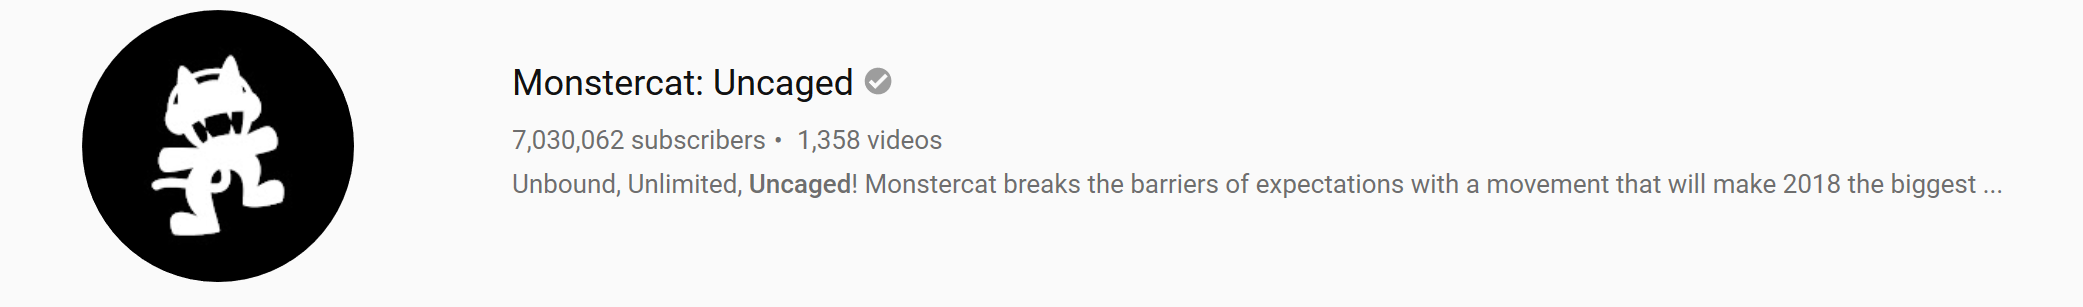 Monstercat: Uncaged
7,030,062 subscribers • 1,358 videos
Unbound, Unlimited, Uncaged! Monstercat breaks the barriers of expectations with a movement that will make 2018 the biggest ...